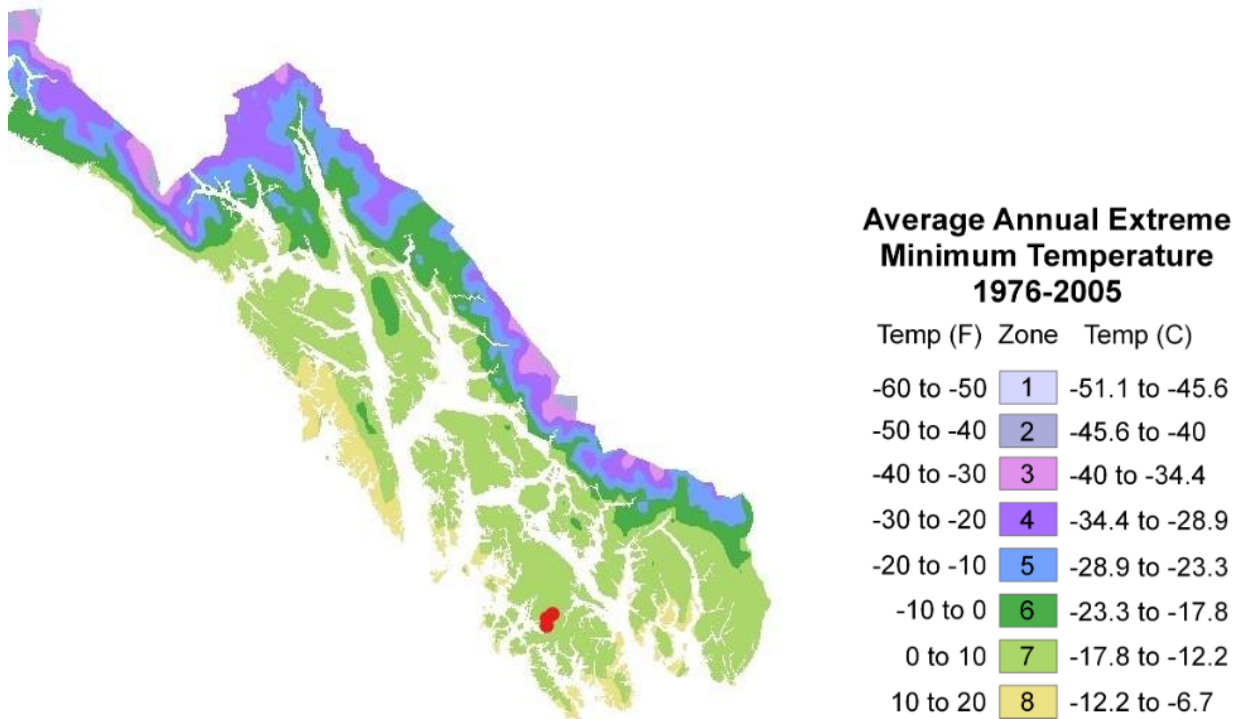 Average Annual Extreme
Minimum Temperature
1976-2005
Temp (F) Zone Temp (C)
-60 to -50 1 -51.1 to -45.6
-50 to -40 2 -45.6 to -40
-40 to -30 3 -40 to -34.4
-30 to -20 4 -34.4 to -28.9
-20 to -10 5 -28.9 to -23.3
-10 to 0 6 -23.3 to -17.8
0 to 10 7 -17.8 to -12.2
10 to 20 8 -12.2 to -6.7